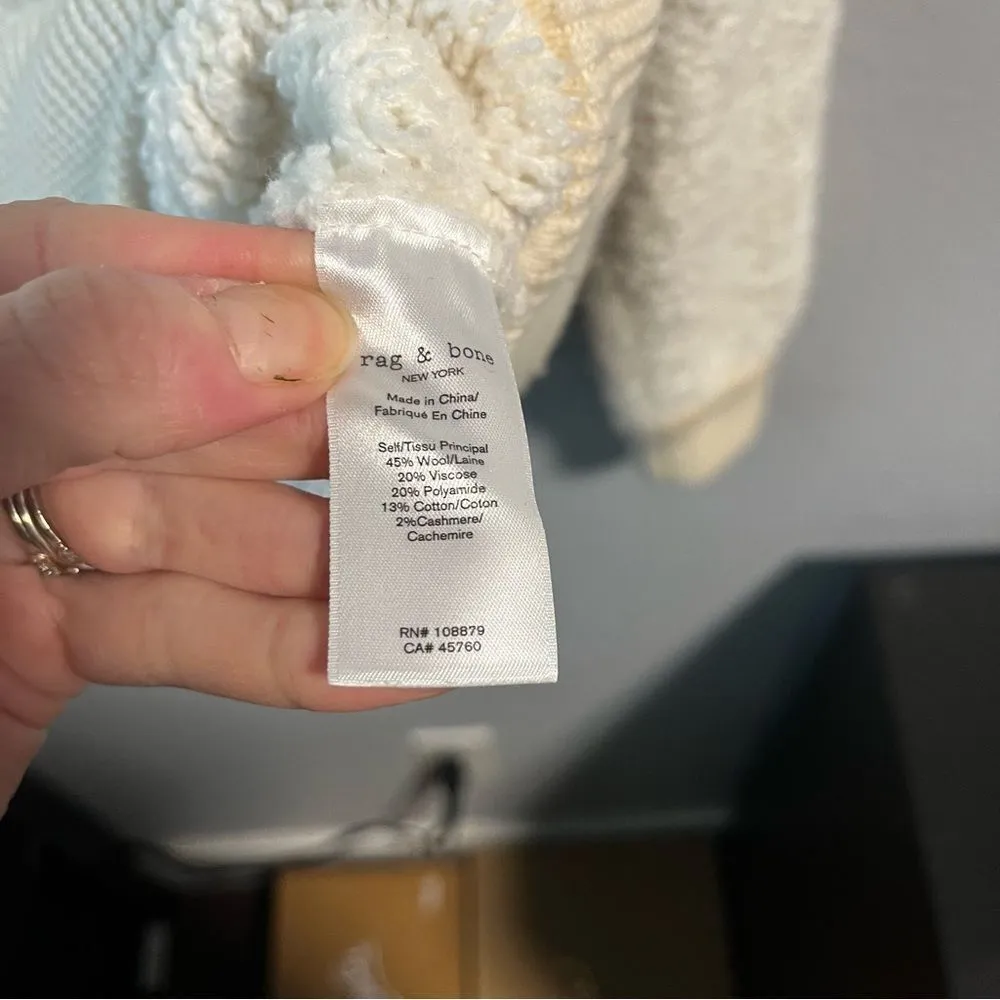 rag & bone
NEW YORK
Made in China/
Fabriqué En Chine
Self/Tissu Principal
45% Wool/Laine
20% Viscose
20% Polyamide
13% Cotton/Coton
2%Cashmere/
Cachemire
RN# 108879
CA# 45760